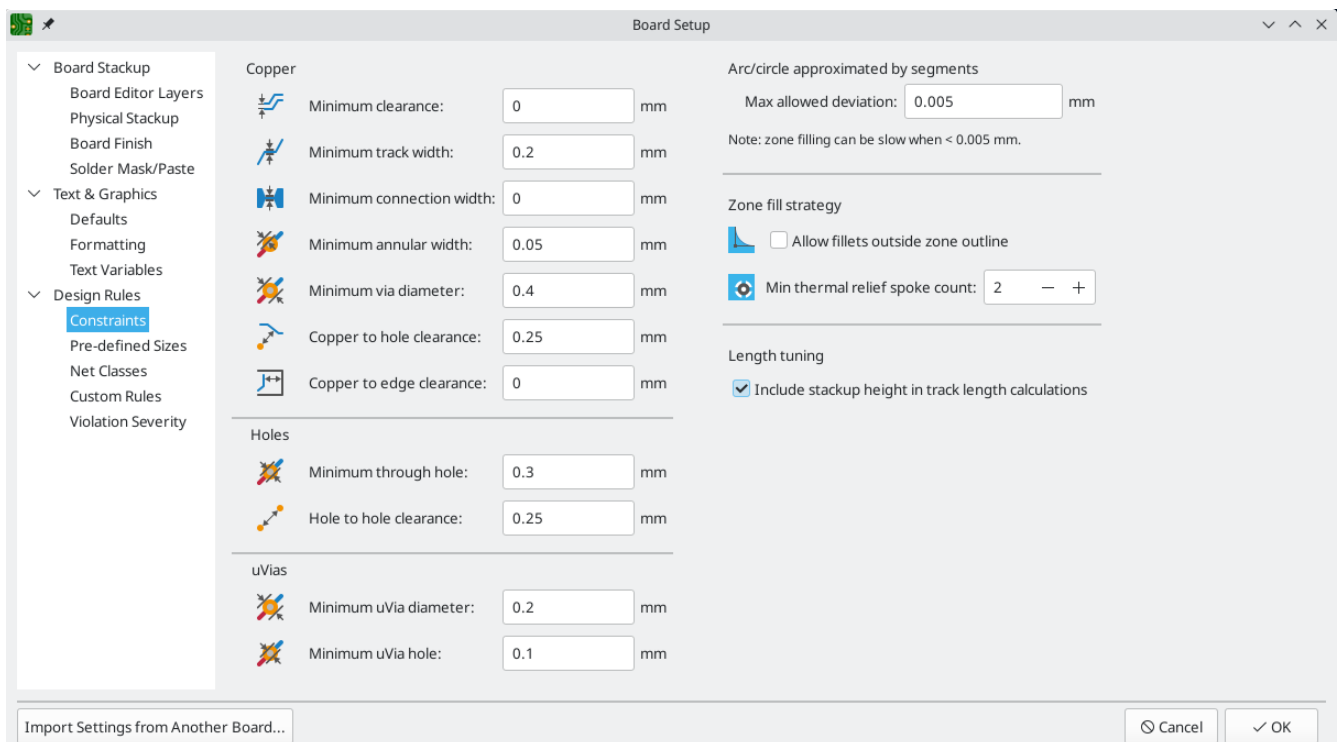 Board Setup
Board Stackup
Board Editor Layers
Physical Stackup
Board Finish
Solder Mask/Paste
Text & Graphics
Defaults
Formatting
Text Variables
Design Rules
Constraints
Pre-defined Sizes
Net Classes
Custom Rules
Violation Severity
Copper
Minimum clearance: 0 mm
Minimum track width: 0.2 mm
Minimum connection width: 0 mm
Minimum annular width: 0.05 mm
Minimum via diameter: 0.4 mm
Copper to hole clearance: 0.25 mm
Copper to edge clearance: 0 mm
Holes
Minimum through hole: 0.3 mm
Hole to hole clearance: 0.25 mm
uVias
Minimum uVia diameter: 0.2 mm
Minimum uVia hole: 0.1 mm
Arc/circle approximated by segments
Max allowed deviation: 0.005 mm
Note: zone filling can be slow when < 0.005 mm.
Zone fill strategy
Allow fillets outside zone outline
Min thermal relief spoke count: 2 − +
Length tuning
Include stackup height in track length calculations
Import Settings from Another Board...
Cancel
OK